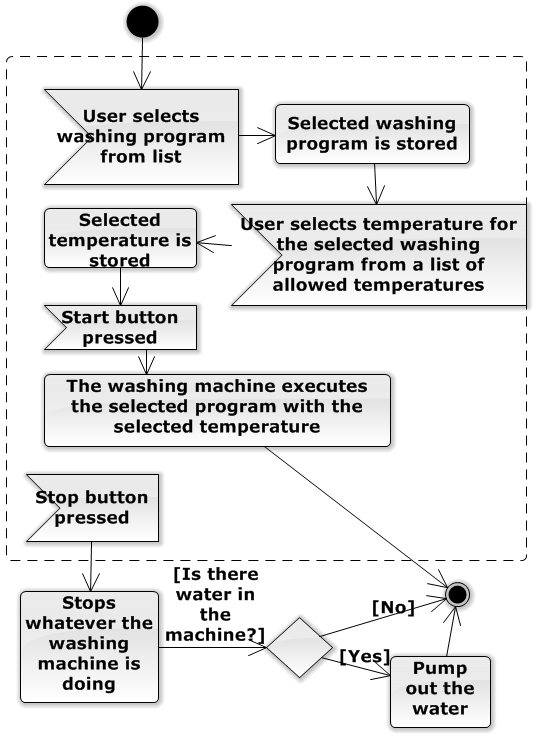 User selects
washing program
from list
Selected washing
program is stored
Selected
temperature is
stored
User selects temperature for
the selected washing
program from a list of
allowed temperatures
Start button
pressed
The washing machine executes
the selected program with the
selected temperature
Stop button
pressed
Stops
whatever the
washing
machine is
doing
[Is there
water in
the
machine?]
[No]
[Yes]
Pump
out the
water